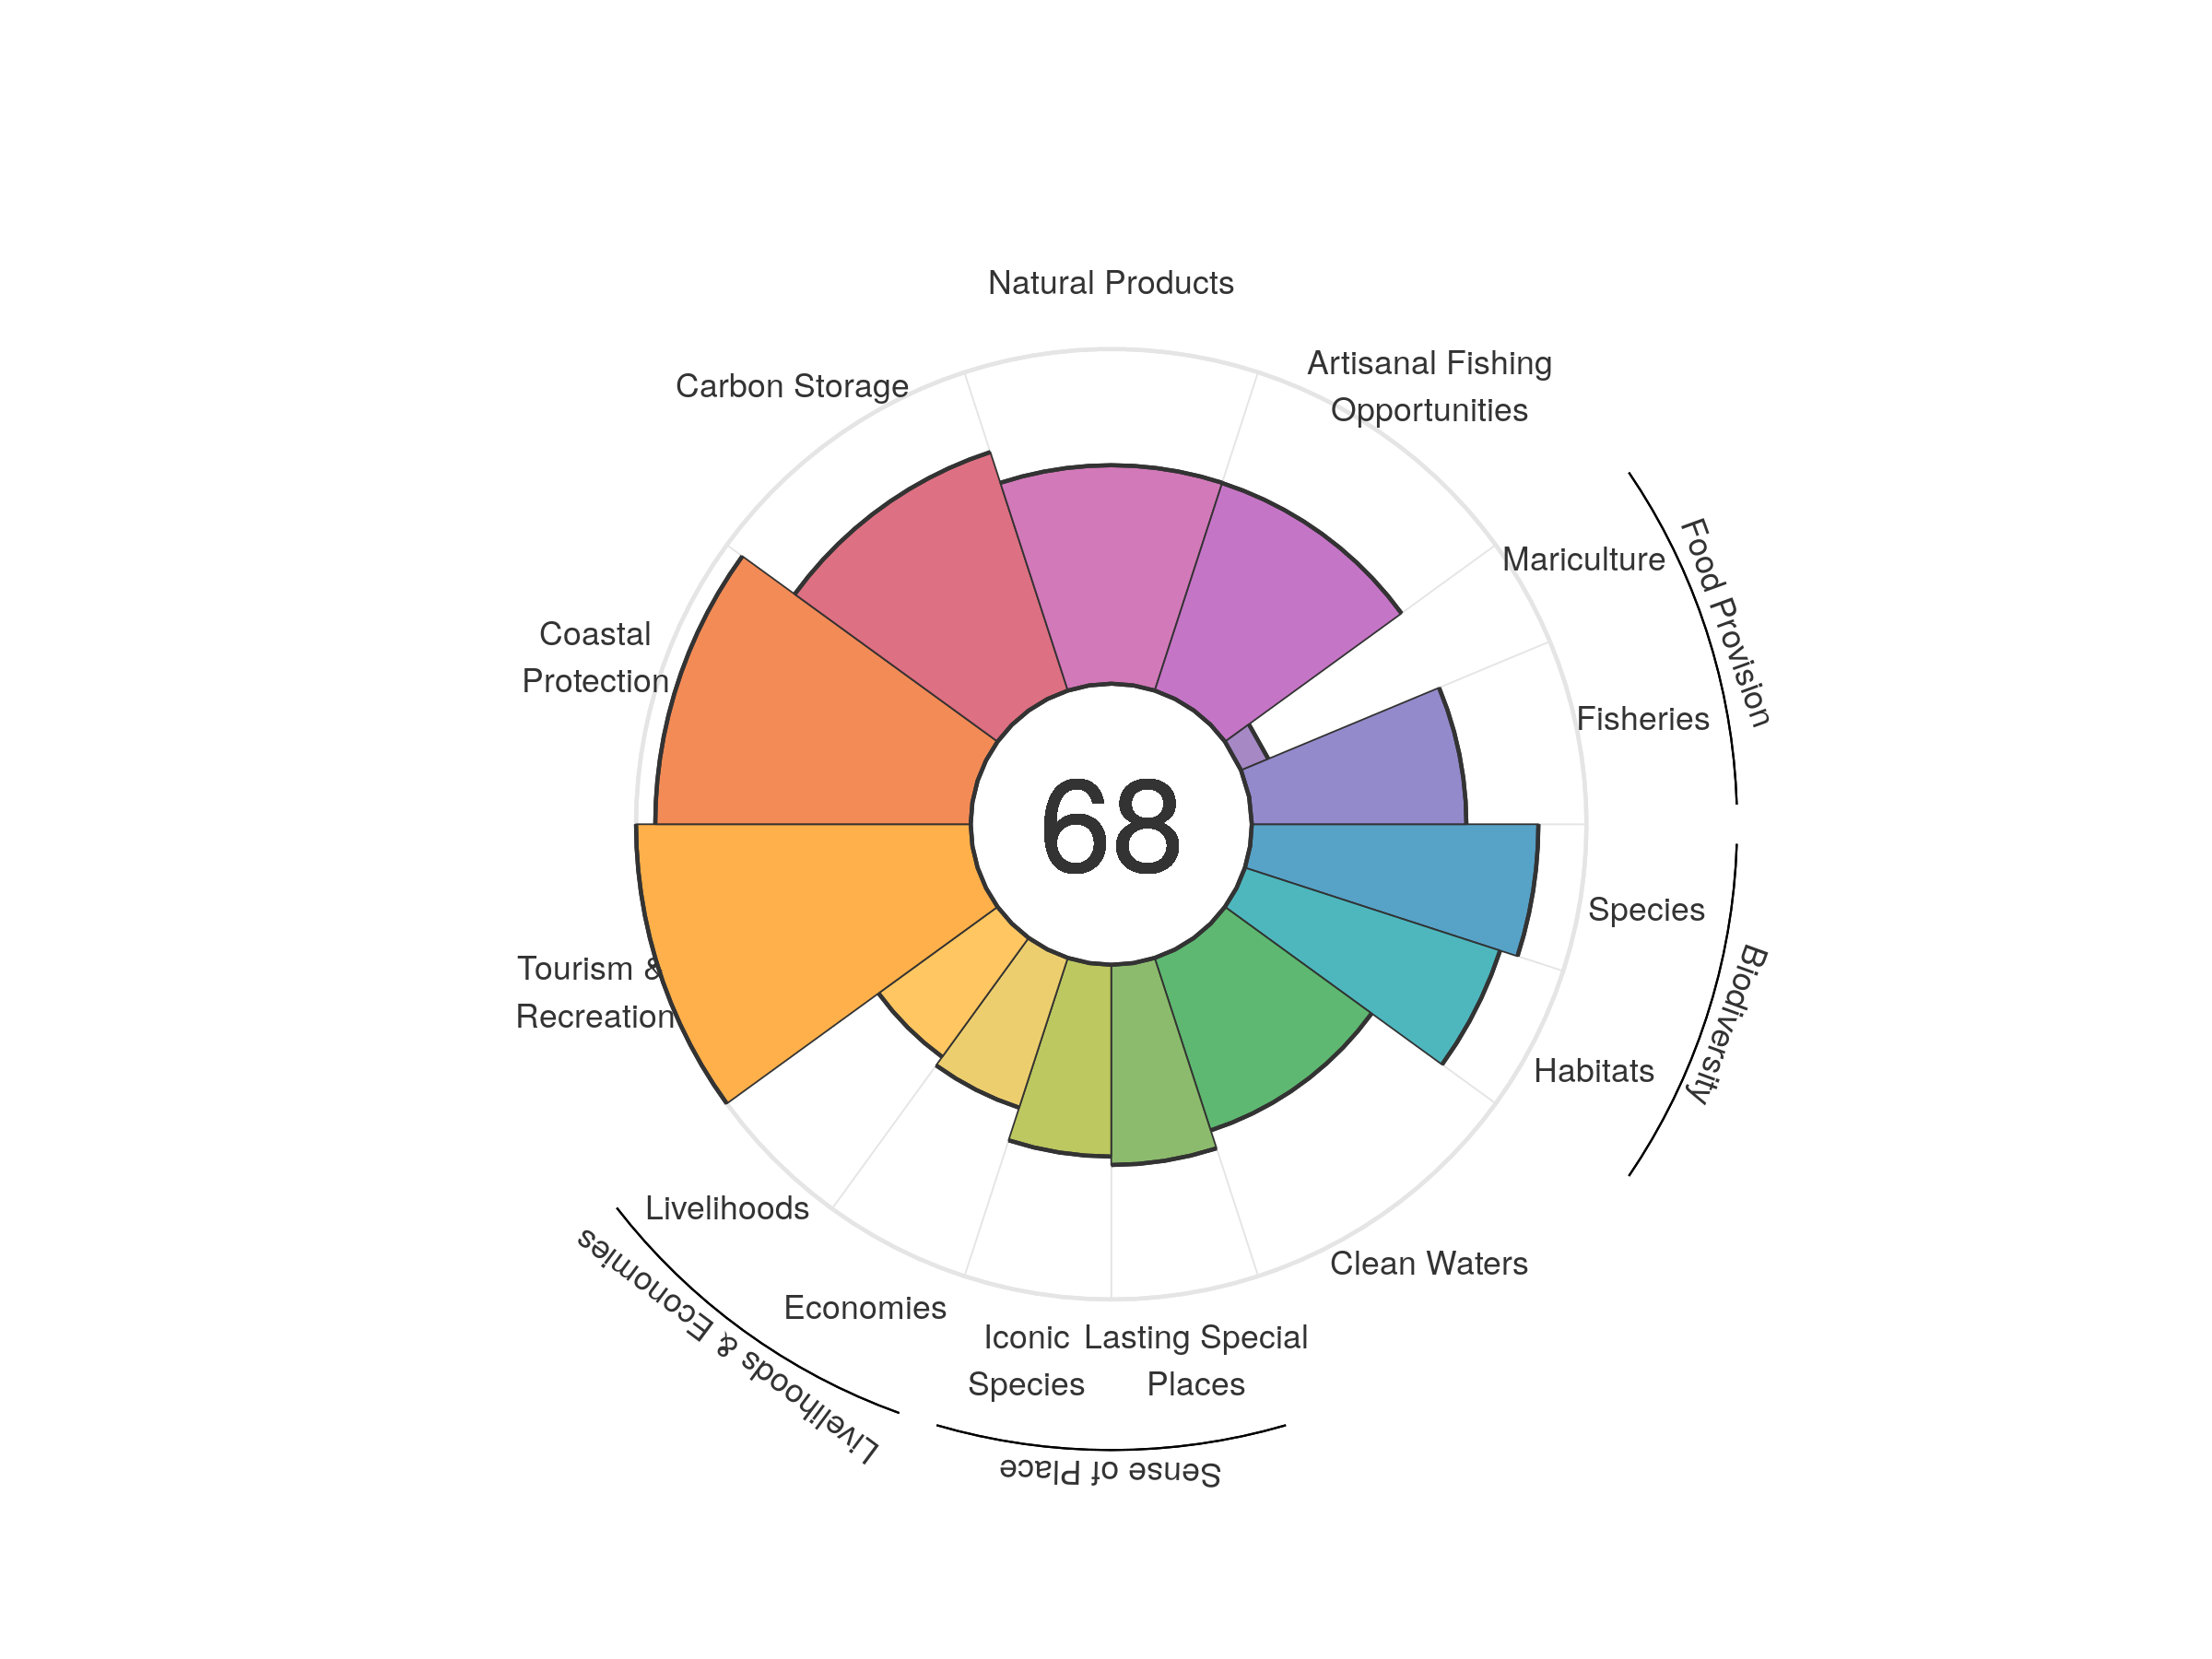 Natural Products
Artisanal Fishing
Opportunities
Carbon Storage
Mariculture
Food Provision
Coastal
Protection
Fisheries
68
Species
Biodiversity
Tourism &
Recreation
Habitats
Livelihoods
Clean Waters
Economies
Livelihoods & Economies
Iconic
Species
Lasting Special
Places
Sense of Place